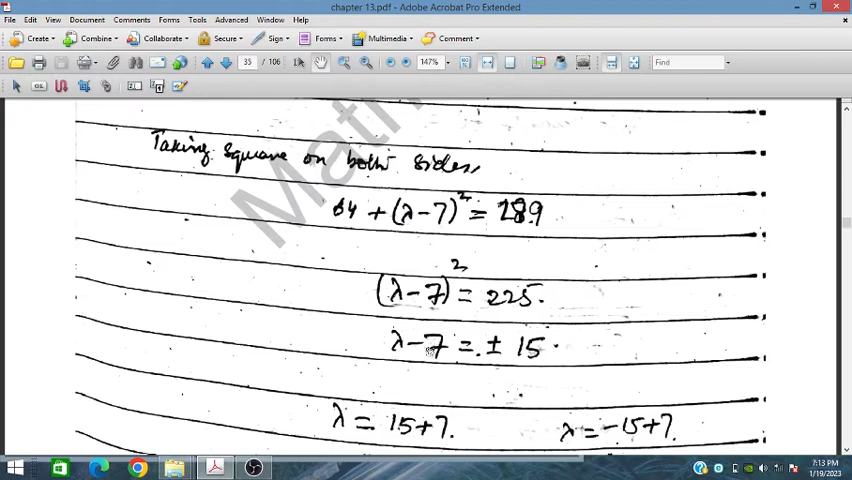 chapter 13.pdf - Adobe Acrobat Pro Extended
File Edit View Document Comments Forms Tools Advanced Window Help
Create Combine Collaborate Secure Sign Forms Multimedia Comment
35 / 106 147% Find
Math
Taking Square on both sides,,
64 + (λ-7)² = 289
(λ-7)² = 225.
λ-7 = ± 15
λ = 15+7. λ = -15+7.
7:13 PM
1/19/2023